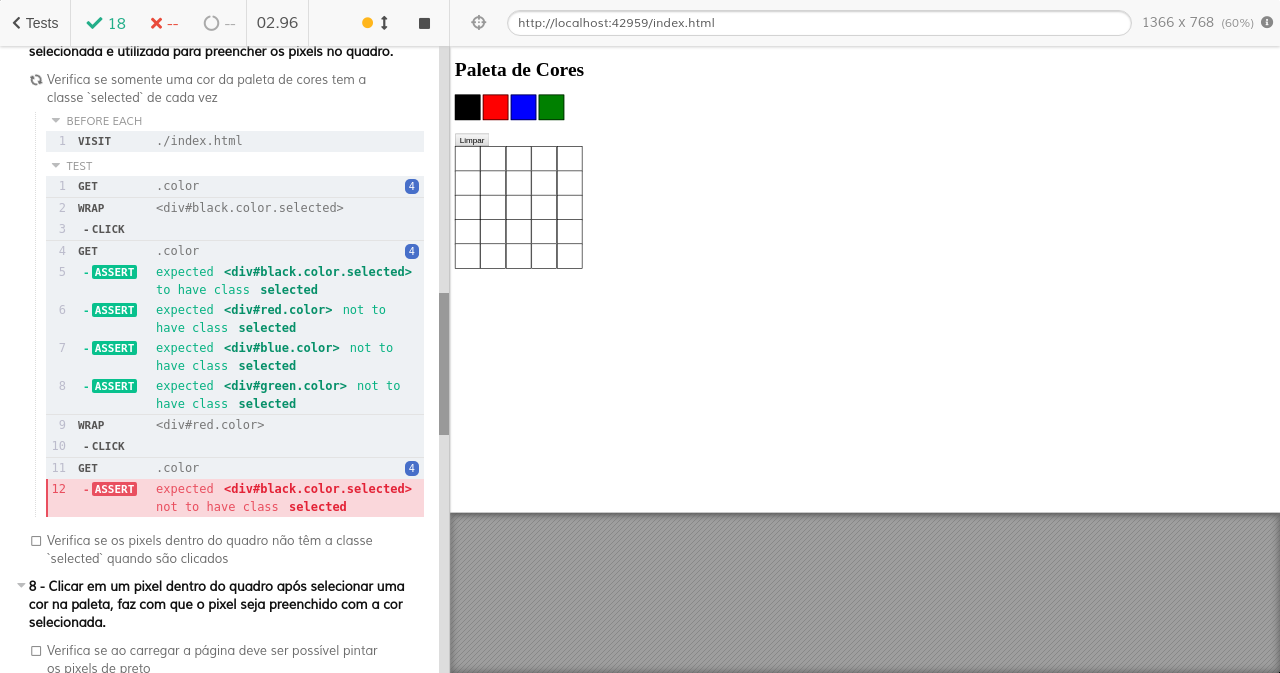 Tests
18
--
--
02.96
http://localhost:42959/index.html
1366 x 768 (60%)
selecionada e utilizada para preencher os pixels no quadro.
Verifica se somente uma cor da paleta de cores tem a
classe `selected` de cada vez
BEFORE EACH
1 VISIT ./index.html
TEST
1 GET .color 4
2 WRAP <div#black.color.selected>
3 -CLICK
4 GET .color 4
5 -ASSERT expected <div#black.color.selected>
to have class selected
6 -ASSERT expected <div#red.color> not to
have class selected
7 -ASSERT expected <div#blue.color> not to
have class selected
8 -ASSERT expected <div#green.color> not to
have class selected
9 WRAP <div#red.color>
10 -CLICK
11 GET .color 4
12 -ASSERT expected <div#black.color.selected>
not to have class selected
Verifica se os pixels dentro do quadro não têm a classe
`selected` quando são clicados
8 - Clicar em um pixel dentro do quadro após selecionar uma
cor na paleta, faz com que o pixel seja preenchido com a cor
selecionada.
Verifica se ao carregar a página deve ser possível pintar
os pixels de preto
Paleta de Cores
Limpar